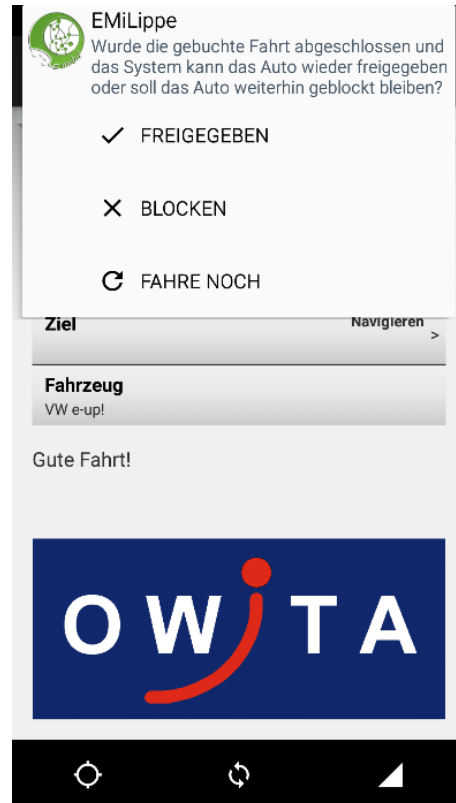 EMiLippe
Wurde die gebuchte Fahrt abgeschlossen und
das System kann das Auto wieder freigegeben
oder soll das Auto weiterhin geblockt bleiben?
FREIGEGEBEN
BLOCKEN
FAHRE NOCH
Ziel
Navigieren
>
Fahrzeug
VW e-up!
Gute Fahrt!
OWiTA